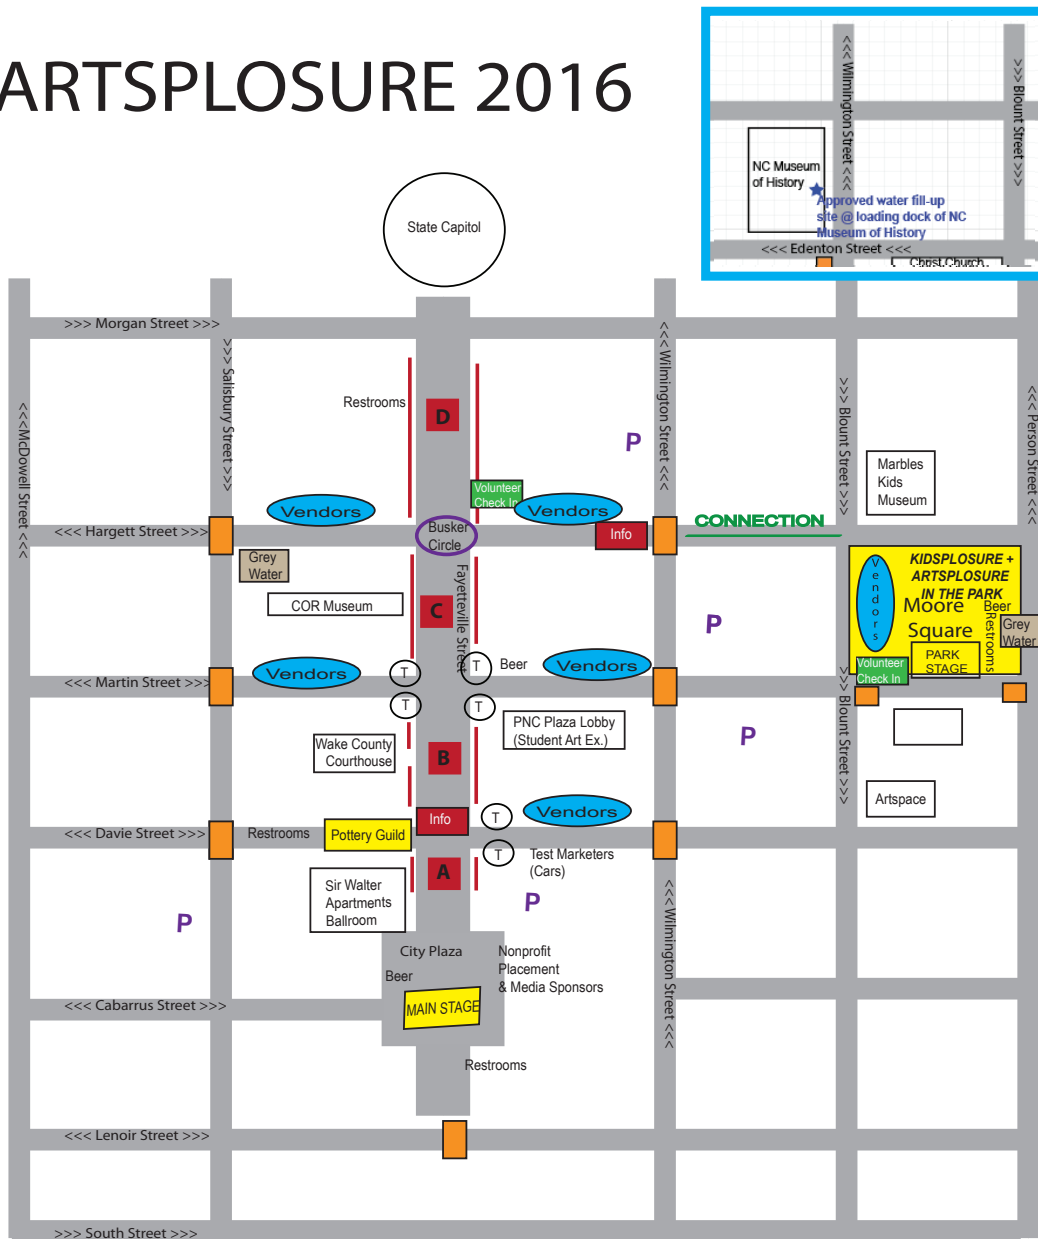 ARTSPLOSURE 2016
<<< Wilmington Street <<<
>>> Blount Street >>>
NC Museum
of History
Approved water fill-up
site @ loading dock of NC
Museum of History
<<< Edenton Street <<<
Christ Church
State Capitol
>>> Morgan Street >>>
<<<McDowell Street <<<
>>> Salisbury Street >>>
<<< Wilmington Street <<<
>>> Blount Street >>>
<<< Person Street <<<
Restrooms
D
P
Marbles
Kids
Museum
Volunteer
Check In
Vendors
Vendors
<<< Hargett Street >>>
Busker
Circle
Info
CONNECTION
Grey
Water
COR Museum
C
Fayetteville Street
P
Vendors
KIDSPLOSURE +
ARTSPLOSURE
IN THE PARK
Moore
Square
Beer
Restrooms
Grey
Water
PARK
STAGE
Volunteer
Check In
Vendors
T
T
Beer
Vendors
<<< Martin Street >>>
T
T
PNC Plaza Lobby
(Student Art Ex.)
P
>>> Blount Street >>>
Wake County
Courthouse
B
Artspace
Info
T
Vendors
<<< Davie Street >>>
Restrooms
Pottery Guild
T
Test Marketers
(Cars)
A
Sir Walter
Apartments
Ballroom
P
P
<<< Wilmington Street <<<
City Plaza
Beer
Nonprofit
Placement
& Media Sponsors
<<< Cabarrus Street >>>
MAIN STAGE
Restrooms
<<< Lenoir Street >>>
>>> South Street >>>